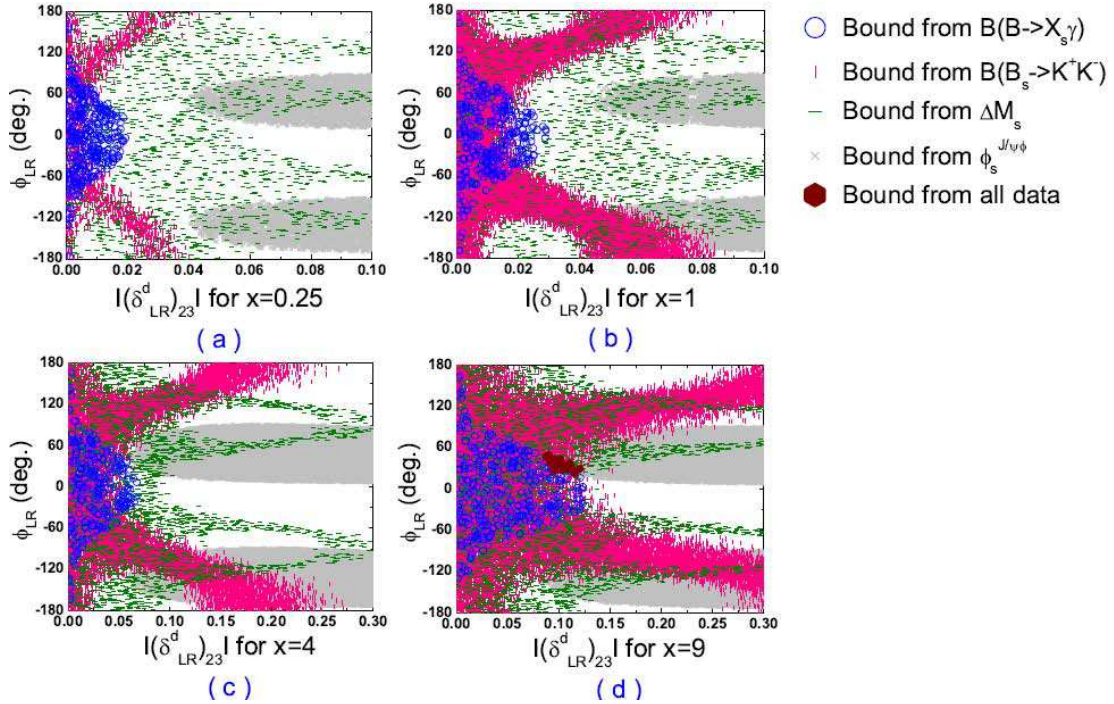 180
120
60
0
-60
-120
-180
ϕLR (deg.)
0.00 0.02 0.04 0.06 0.08 0.10
|(δ^d_LR)_23| for x=0.25
( a )
180
120
60
0
-60
-120
-180
ϕLR (deg.)
0.00 0.02 0.04 0.06 0.08 0.10
|(δ^d_LR)_23| for x=1
( b )
Bound from B(B->X_sγ)
Bound from B(B_s->K^+K^-)
Bound from ΔM_s
Bound from ϕ_s^J/ψϕ
Bound from all data
180
120
60
0
-60
-120
-180
ϕLR (deg.)
0.00 0.05 0.10 0.15 0.20 0.25 0.30
|(δ^d_LR)_23| for x=4
( c )
180
120
60
0
-60
-120
-180
ϕLR (deg.)
0.00 0.05 0.10 0.15 0.20 0.25 0.30
|(δ^d_LR)_23| for x=9
( d )